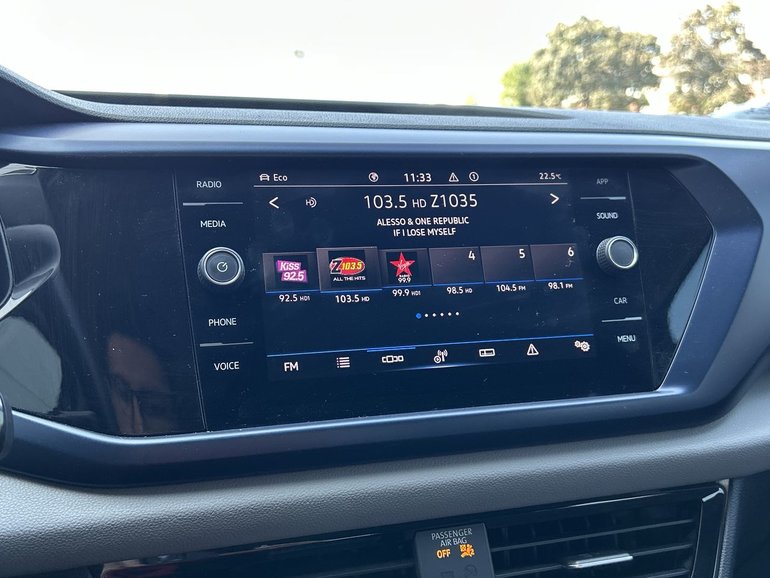 Eco 11:33 22.5°C
RADIO
MEDIA
PHONE
VOICE
103.5 HD Z1035
ALESSO & ONE REPUBLIC
IF I LOSE MYSELF
Kiss 92.5
Z103.5 ALL THE HITS
Virgin RADIO 99.9
4 5 6
92.5 HD1 103.5 HD 99.9 HD1 98.5 HD 104.5 FM 98.1 FM
FM
APP
SOUND
CAR
MENU
PASSENGER
AIR BAG
OFF